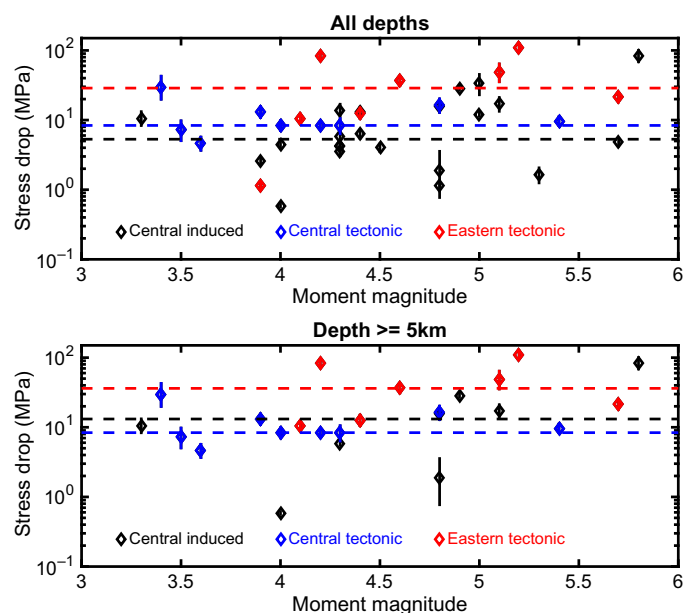 All depths
Stress drop (MPa)
10²
10¹
10⁰
10⁻¹
Central induced Central tectonic Eastern tectonic
3 3.5 4 4.5 5 5.5 6
Moment magnitude
Depth >= 5km
Stress drop (MPa)
10²
10¹
10⁰
10⁻¹
Central induced Central tectonic Eastern tectonic
3 3.5 4 4.5 5 5.5 6
Moment magnitude